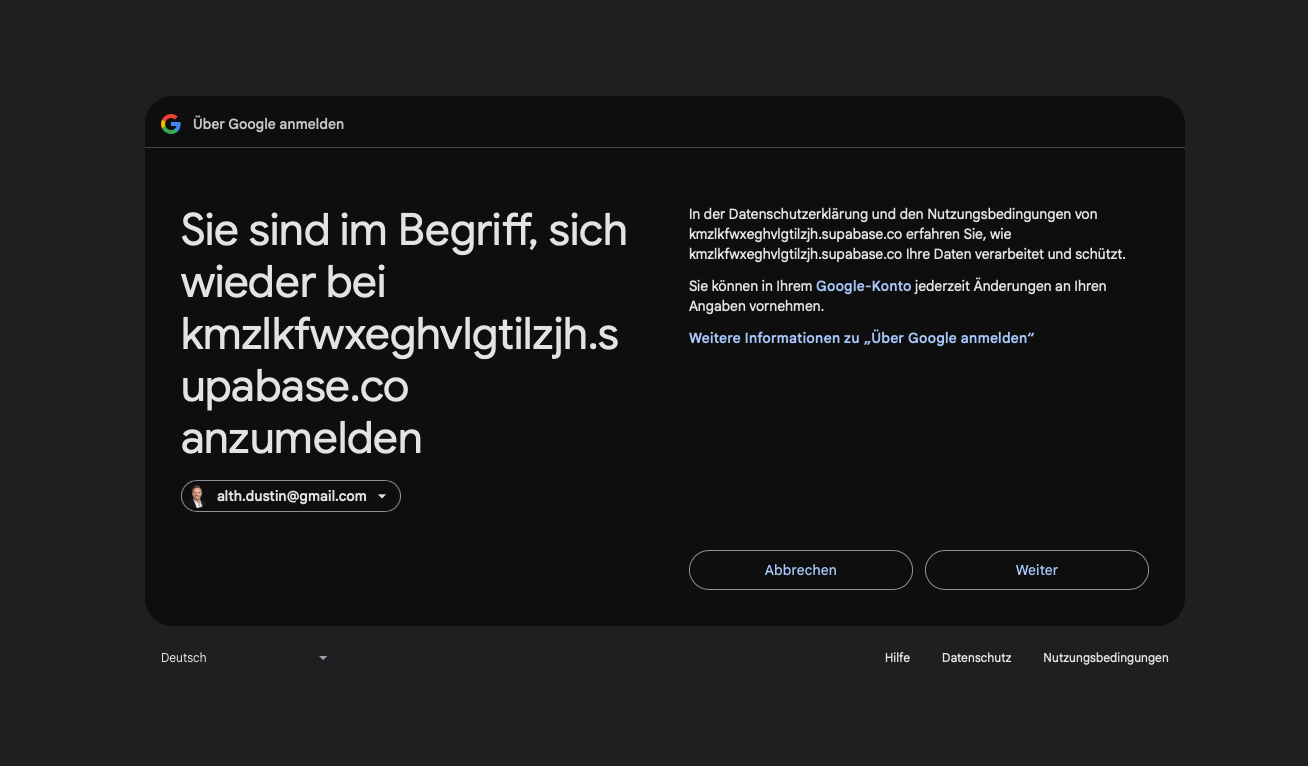 Über Google anmelden
Sie sind im Begriff, sich
wieder bei
kmzlkfwxeghvlgtilzjh.s
upabase.co
anzumelden
alth.dustin@gmail.com
In der Datenschutzerklärung und den Nutzungsbedingungen von
kmzlkfwxeghvlgtilzjh.supabase.co erfahren Sie, wie
kmzlkfwxeghvlgtilzjh.supabase.co Ihre Daten verarbeitet und schützt.
Sie können in Ihrem Google-Konto jederzeit Änderungen an Ihren
Angaben vornehmen.
Weitere Informationen zu „Über Google anmelden“
Abbrechen
Weiter
Deutsch
Hilfe
Datenschutz
Nutzungsbedingungen